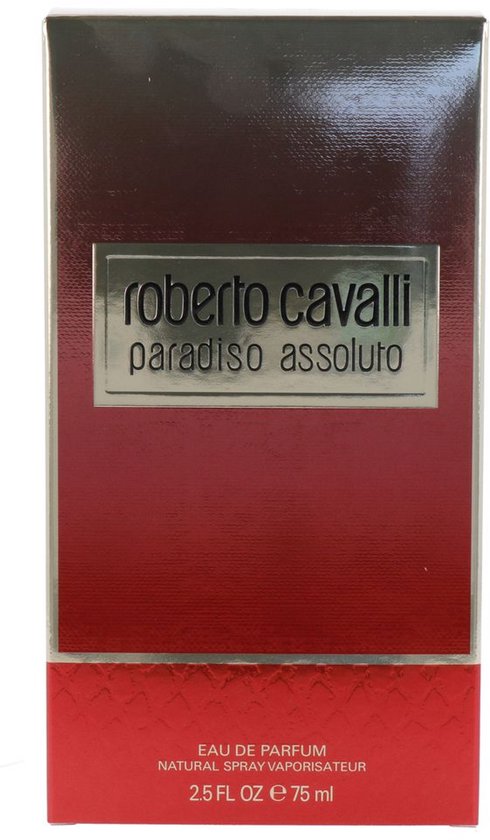 roberto cavalli
paradiso assoluto
EAU DE PARFUM
NATURAL SPRAY VAPORISATEUR
2.5 FL OZ ℮ 75 ml